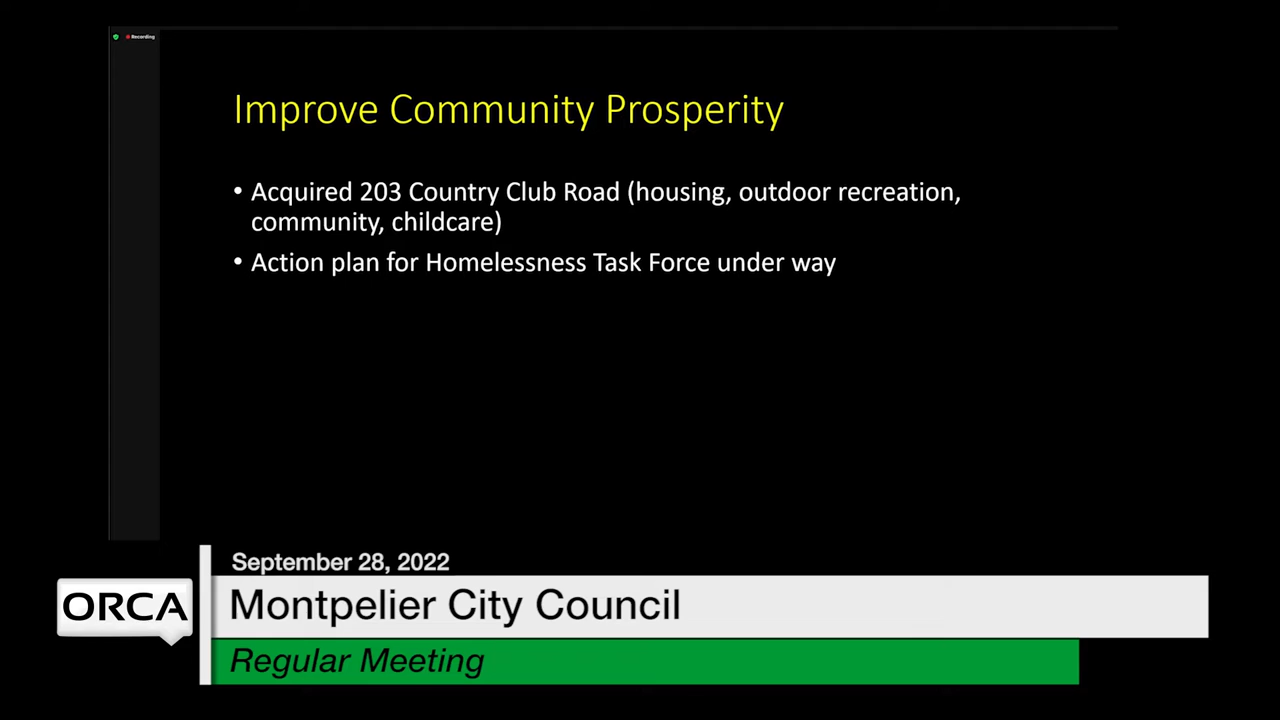 Recording
Improve Community Prosperity
• Acquired 203 Country Club Road (housing, outdoor recreation,
community, childcare)
• Action plan for Homelessness Task Force under way
September 28, 2022
ORCA
Montpelier City Council
Regular Meeting